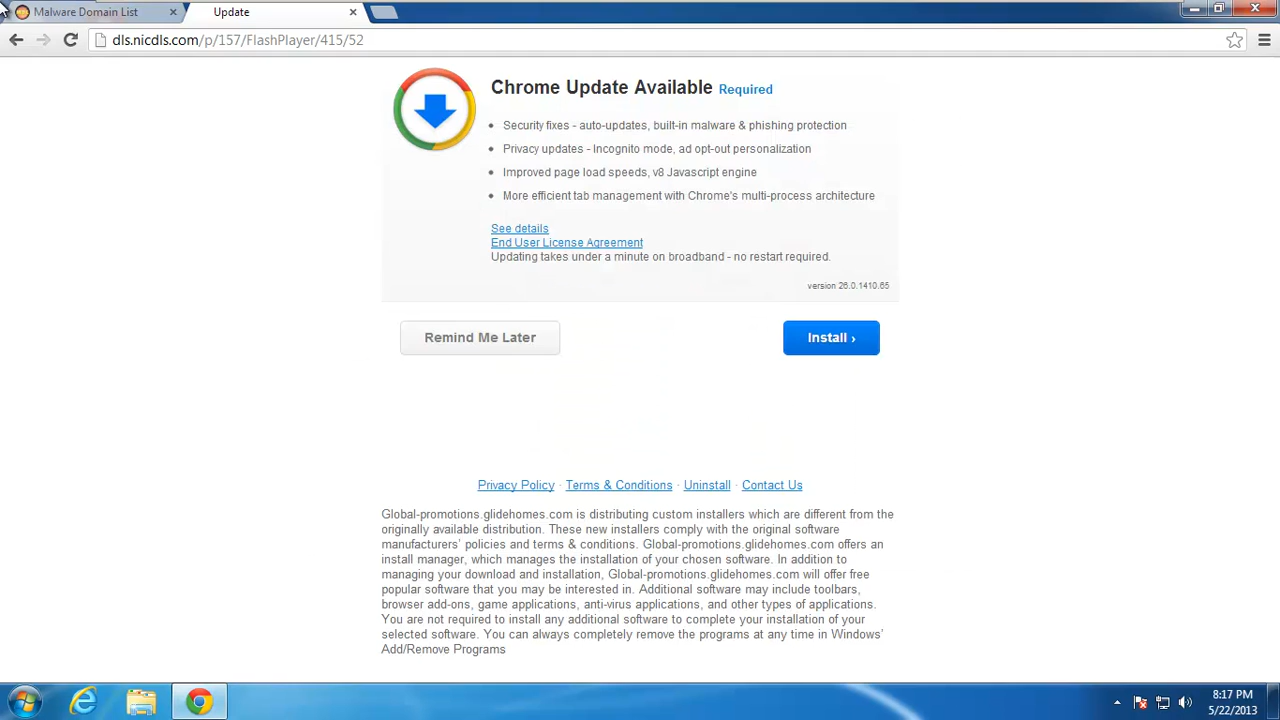 Malware Domain List
Update
dls.nicdls.com/p/157/FlashPlayer/415/52
Chrome Update Available Required
Security fixes - auto-updates, built-in malware & phishing protection
Privacy updates - Incognito mode, ad opt-out personalization
Improved page load speeds, v8 Javascript engine
More efficient tab management with Chrome's multi-process architecture
See details
End User License Agreement
Updating takes under a minute on broadband - no restart required.
version 26.0.1410.65
Remind Me Later
Install ›
Privacy Policy · Terms & Conditions · Uninstall · Contact Us
Global-promotions.glidehomes.com is distributing custom installers which are different from the
originally available distribution. These new installers comply with the original software
manufacturers' policies and terms & conditions. Global-promotions.glidehomes.com offers an
install manager, which manages the installation of your chosen software. In addition to
managing your download and installation, Global-promotions.glidehomes.com will offer free
popular software that you may be interested in. Additional software may include toolbars,
browser add-ons, game applications, anti-virus applications, and other types of applications.
You are not required to install any additional software to complete your installation of your
selected software. You can always completely remove the programs at any time in Windows'
Add/Remove Programs
8:17 PM
5/22/2013